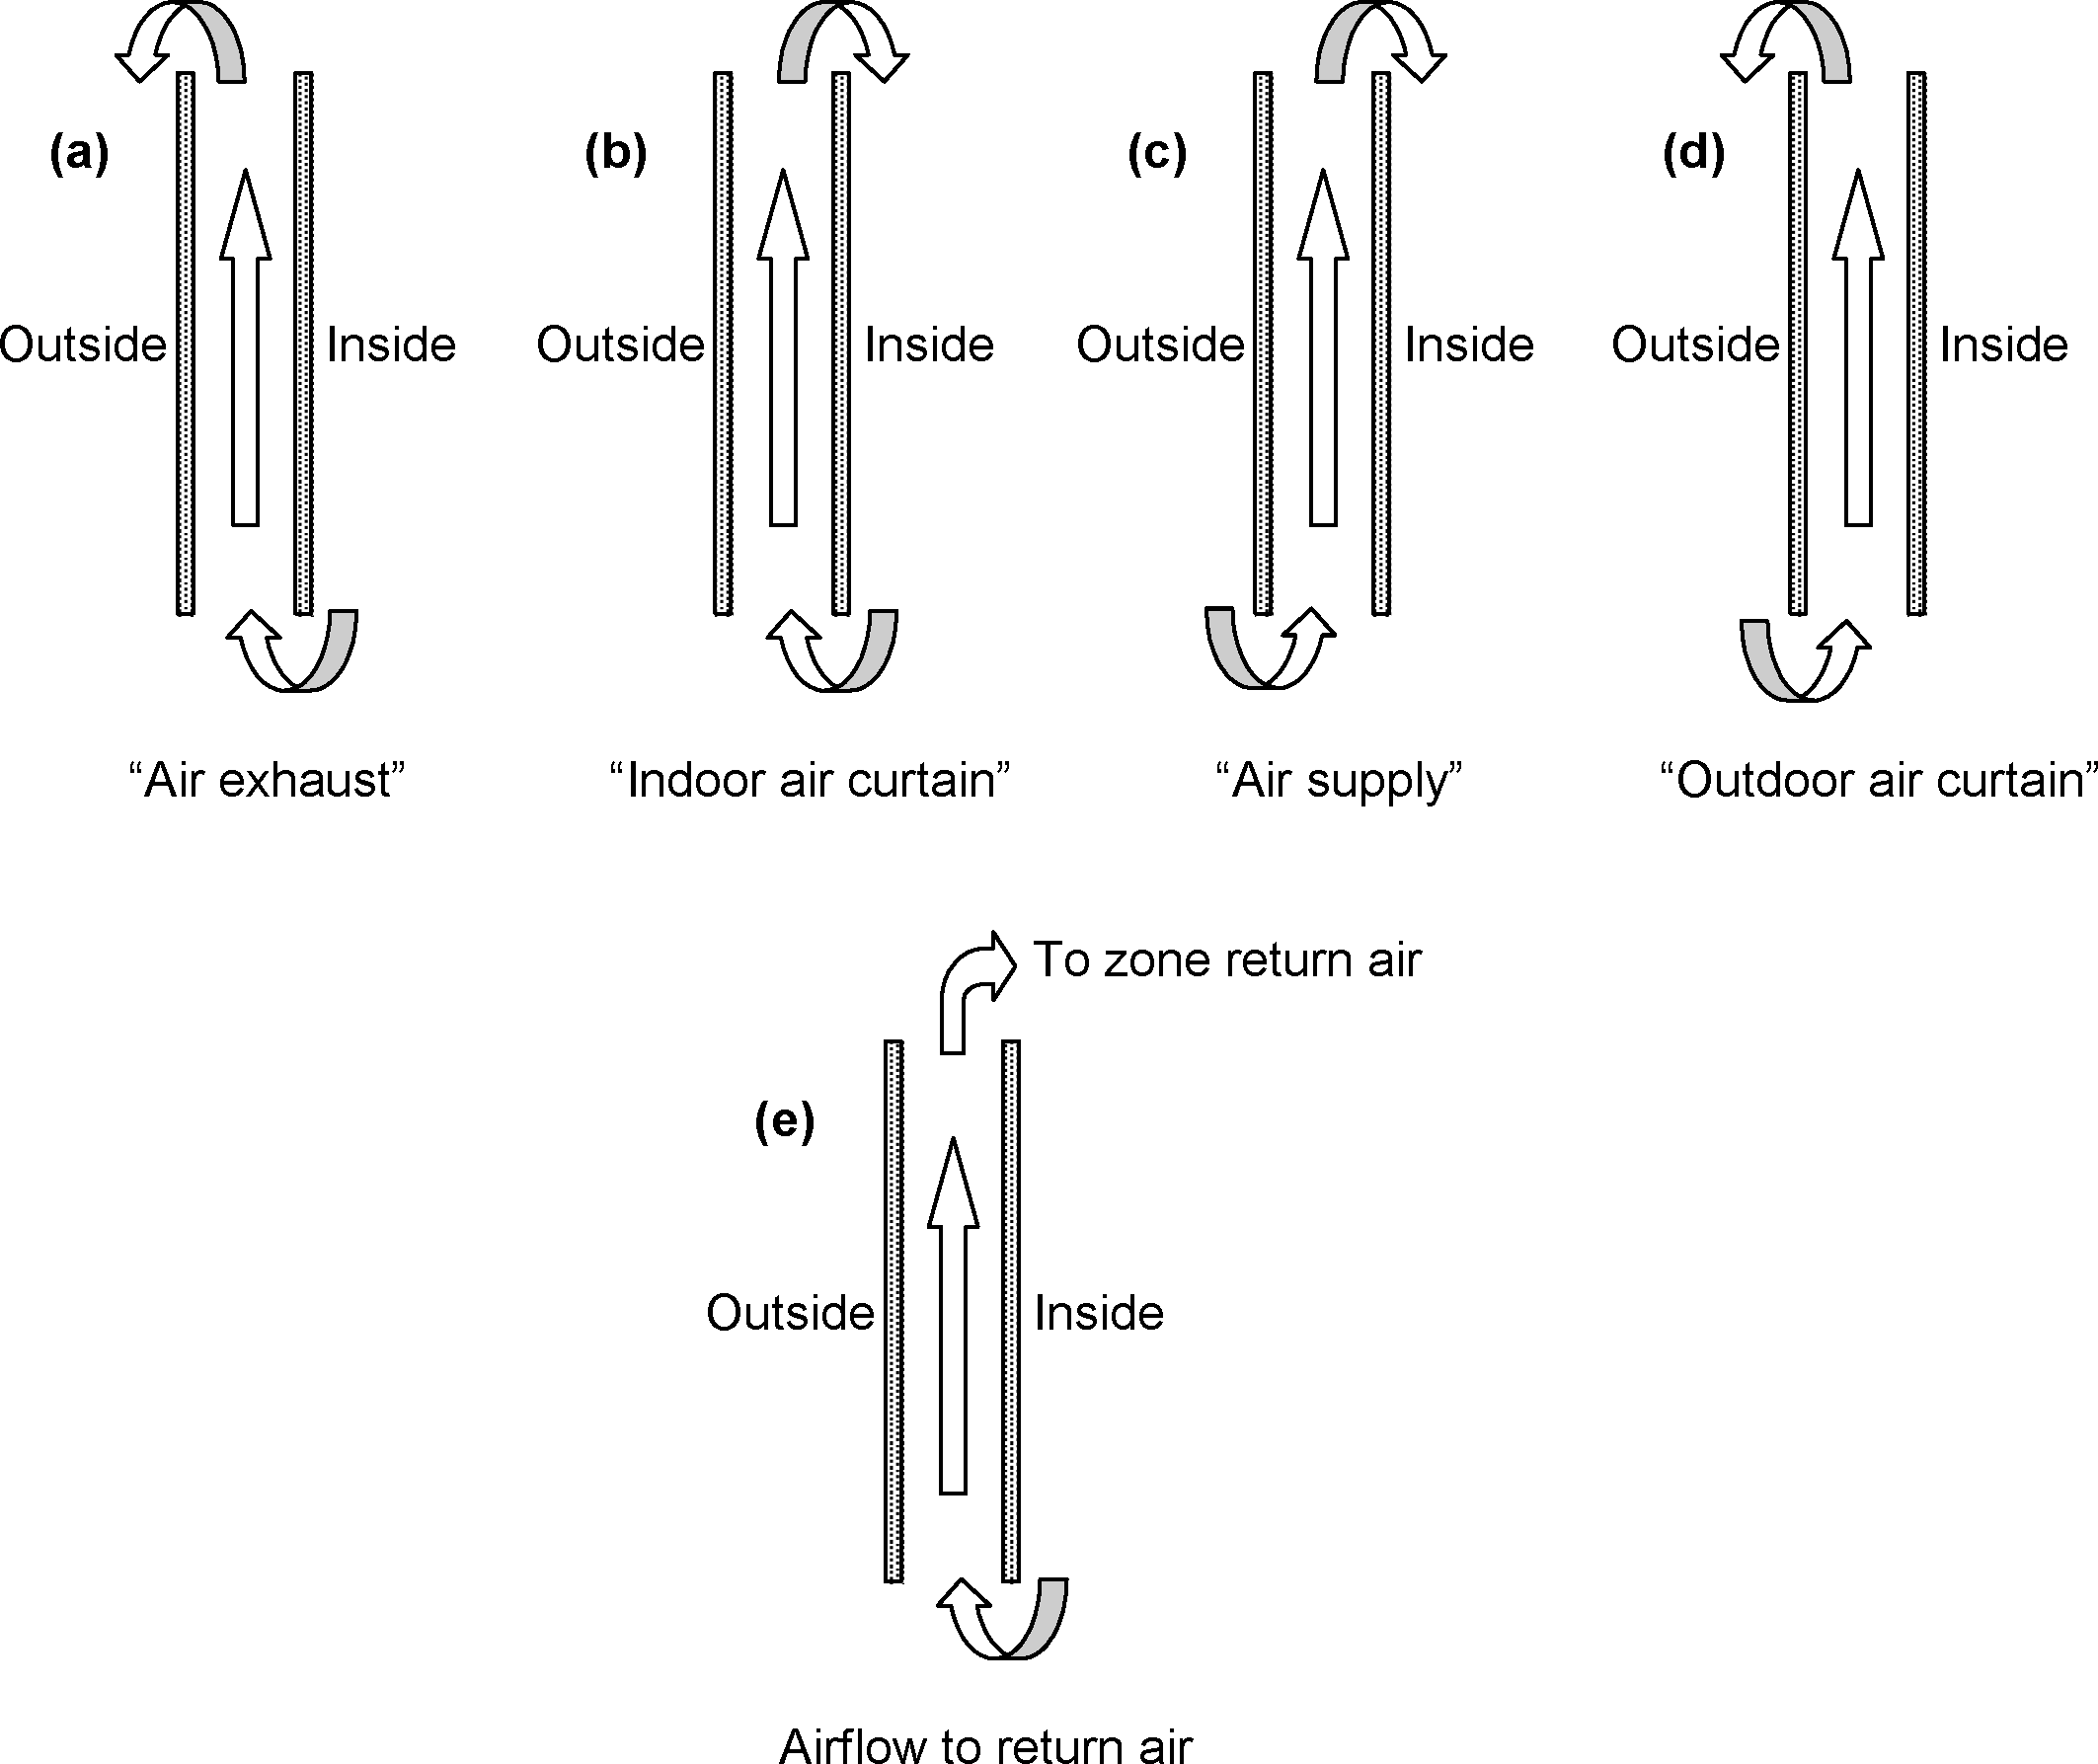 (a)
(b)
(c)
(d)
Outside Inside
Outside Inside
Outside Inside
Outside Inside
“Air exhaust”
“Indoor air curtain”
“Air supply”
“Outdoor air curtain”
To zone return air
(e)
Outside Inside
Airflow to return air